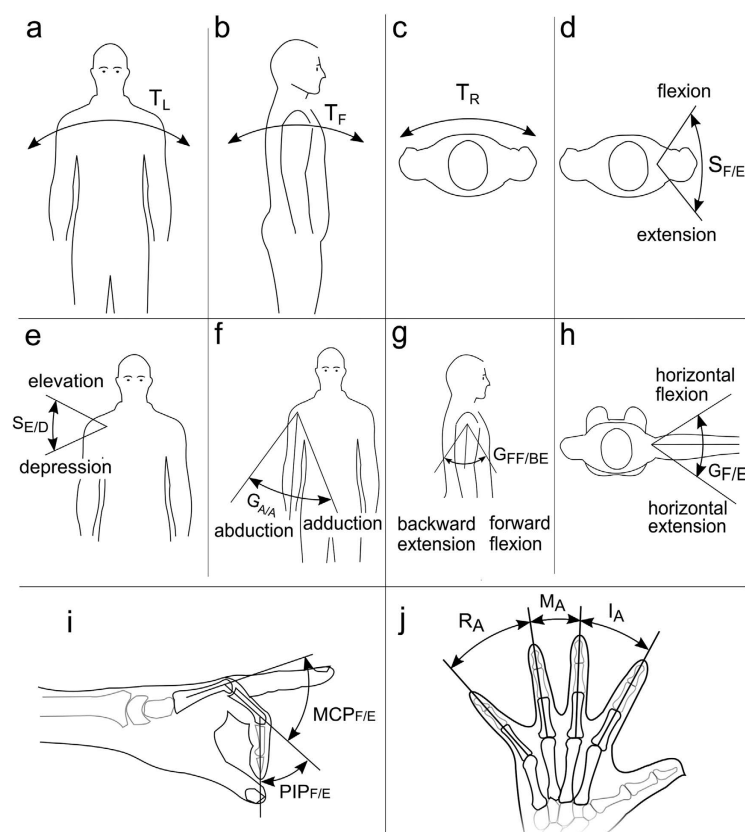 a
T_L
b
T_F
c
T_R
d
flexion
S_F/E
extension
e
elevation
S_E/D
depression
f
G_A/A
abduction
adduction
g
G_FF/BE
backward
extension
forward
flexion
h
horizontal
flexion
G_F/E
horizontal
extension
i
MCP_F/E
PIP_F/E
j
R_A
M_A
I_A